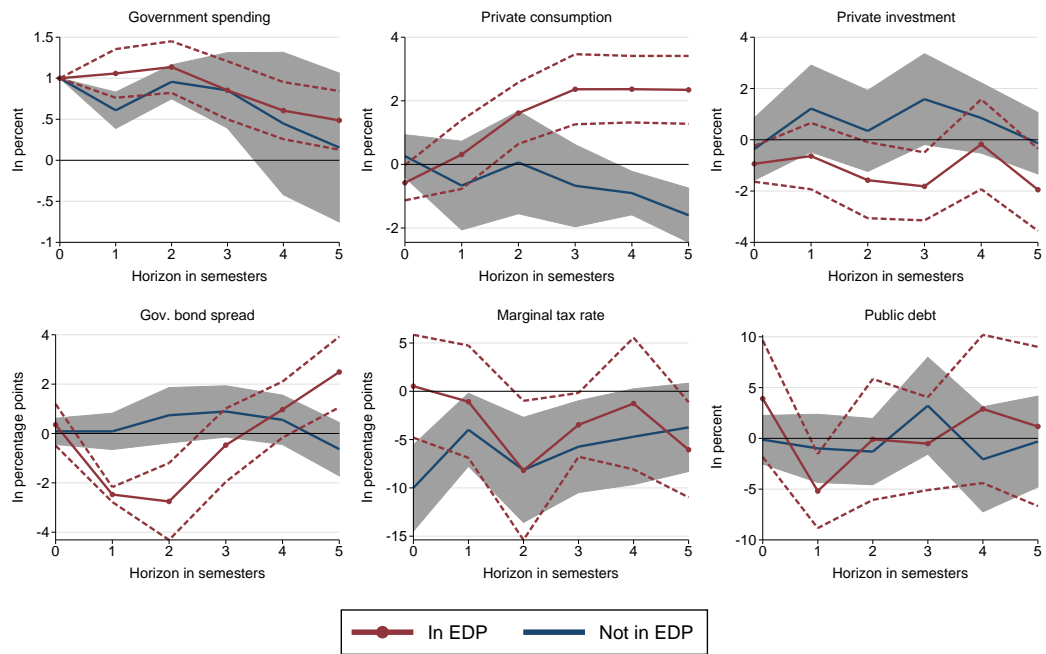 Government spending
In percent
1.5
1
.5
0
-.5
-1
0 1 2 3 4 5
Horizon in semesters
Private consumption
In percent
4
2
0
-2
0 1 2 3 4 5
Horizon in semesters
Private investment
In percent
4
2
0
-2
-4
0 1 2 3 4 5
Horizon in semesters
Gov. bond spread
In percentage points
4
2
0
-2
-4
0 1 2 3 4 5
Horizon in semesters
Marginal tax rate
In percentage points
5
0
-5
-10
-15
0 1 2 3 4 5
Horizon in semesters
Public debt
In percent
10
5
0
-5
-10
0 1 2 3 4 5
Horizon in semesters
In EDP Not in EDP